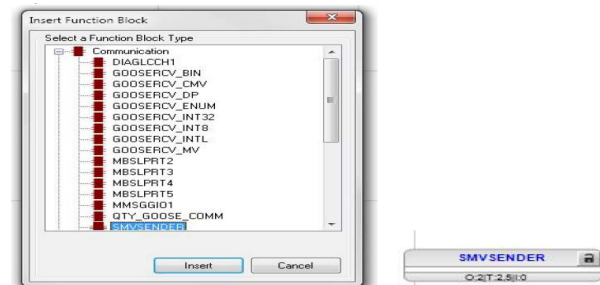 Insert Function Block
Select a Function Block Type
Communication
DIAGLCCH1
GOOSERCV_BIN
GOOSERCV_CMV
GOOSERCV_DP
GOOSERCV_ENUM
GOOSERCV_INT32
GOOSERCV_INT8
GOOSERCV_INTL
GOOSERCV_MV
MBSLPRT2
MBSLPRT3
MBSLPRT4
MBSLPRT5
MMSGGIO1
QTY_GOOSE_COMM
SMVSENDER
Insert
Cancel
SMVSENDER
O:2|T:2.5|I:0